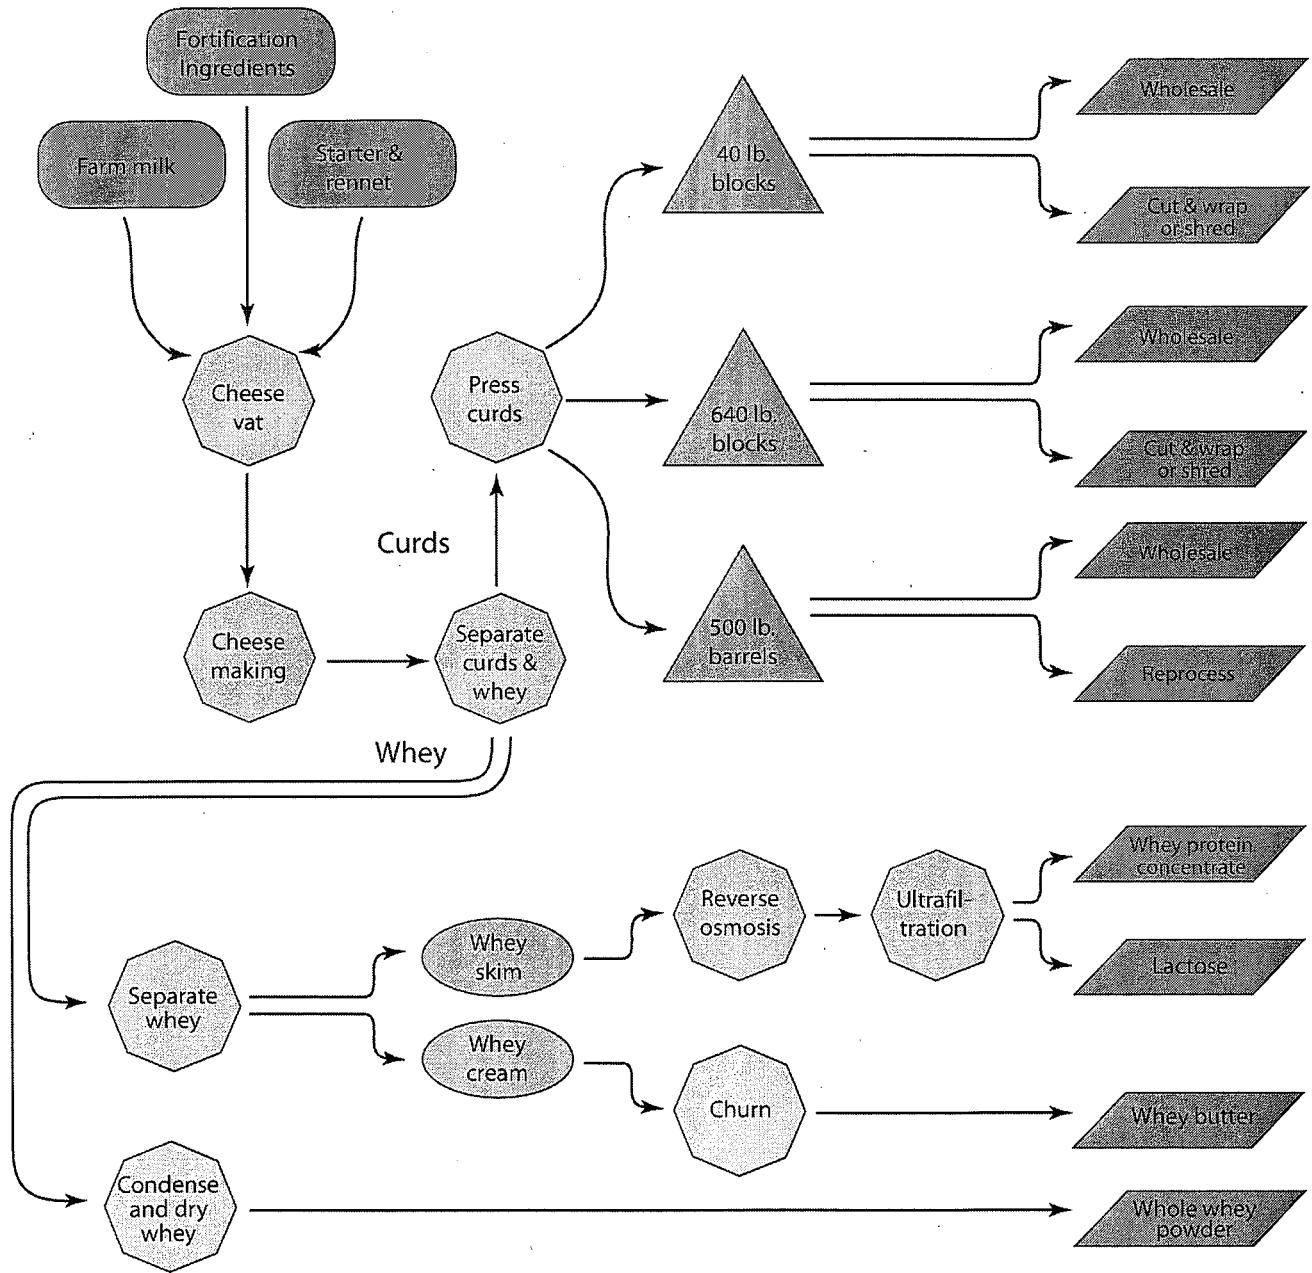 Fortification
Ingredients
Farm milk
Starter &
rennet
Cheese
vat
Cheese
making
Separate
curds &
whey
Curds
Press
curds
40 lb.
blocks
Wholesale
Cut & wrap
or shred
640 lb.
blocks
Wholesale
Cut & wrap
or shred
500 lb.
barrels
Wholesale
Reprocess
Whey
Separate
whey
Whey
skim
Reverse
osmosis
Ultrafil-
tration
Whey protein
concentrate
Lactose
Whey
cream
Churn
Whey butter
Condense
and dry
whey
Whole whey
powder